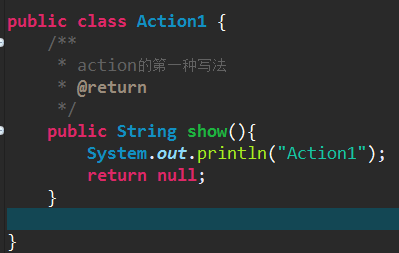 public class Action1 {
/**
* action的第一种写法
* @return
*/
public String show(){
System.out.println("Action1");
return null;
}
}